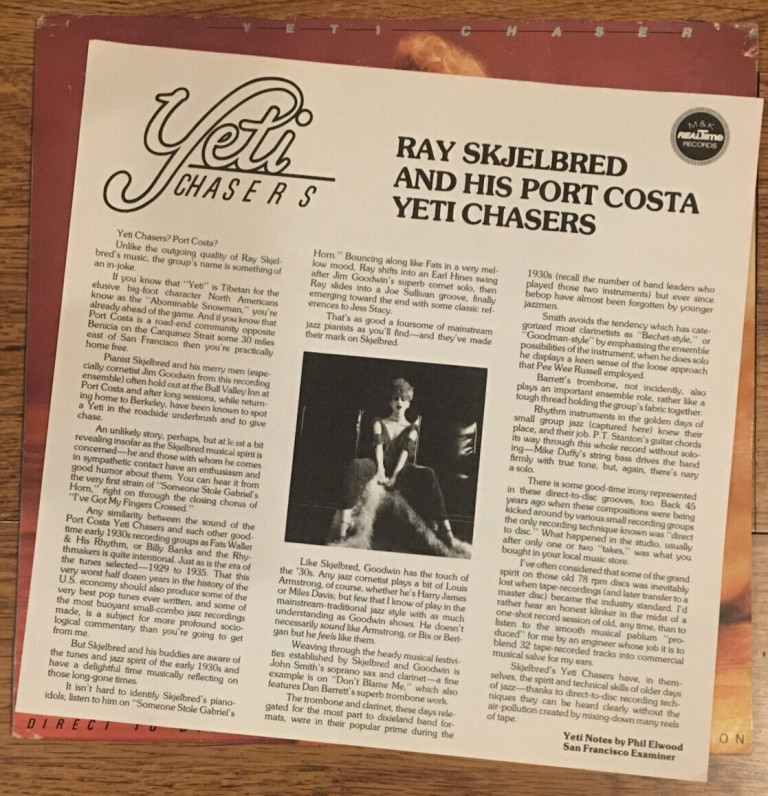 YETI CHASER
Yeti
CHASERS
RAY SKJELBRED
AND HIS PORT COSTA
YETI CHASERS
M&K
REALTime
RECORDS
Yeti Chasers? Port Costa?
Unlike the outgoing quality of Ray Skjel-
bred's music, the group's name is something of
an in-joke.
If you know that "Yeti" is Tibetan for the
elusive big-foot character North Americans
know as the "Abominable Snowman," you're
already ahead of the game. And if you know that
Port Costa is a road-end community opposite
Benicia on the Carquinez Strait some 30 miles
east of San Francisco then you're practically
home free.
Pianist Skjelbred and his merry men (espe-
cially cornetist Jim Goodwin from this recording
ensemble) often hold out at the Bull Valley Inn at
Port Costa and after long sessions, while return-
ing home to Berkeley, have been known to spot
a Yeti in the roadside underbrush and to give
chase.
An unlikely story, perhaps, but at least a bit
revealing insofar as the Skjelbred musical spirit is
concerned—he and those with whom he comes
in sympathetic contact have an enthusiasm and
good humor about them. You can hear it from
the very first strain of "Someone Stole Gabriel's
Horn," right on through the closing chorus of
"I've Got My Fingers Crossed."
Any similarity between the sound of the
Port Costa Yeti Chasers and such other good-
time early 1930s recording groups as Fats Waller
& His Rhythm, or Billy Banks and the Rhy-
thmakers is quite intentional. Just as is the era of
the tunes selected—1929 to 1935. That this
very worst half dozen years in the history of the
U.S. economy should also produce some of the
very best pop tunes ever written, and some of
the most buoyant small-combo jazz recordings
made, is a subject for more profound socio-
logical commentary than you're going to get
from me.
But Skjelbred and his buddies are aware of
the tunes and jazz spirit of the early 1930s and
have a delightful time musically reflecting on
those long-gone times.
It isn't hard to identify Skjelbred's piano-
idols; listen to him on "Someone Stole Gabriel's
Horn." Bouncing along like Fats in a very mel-
low mood, Ray shifts into an Earl Hines swing
after Jim Goodwin's superb cornet solo, then
Ray slides into a Joe Sullivan groove, finally
emerging toward the end with some classic ref-
erences to Jess Stacy.
That's as good a foursome of mainstream
jazz pianists as you'll find—and they've made
their mark on Skjelbred.
Like Skjelbred, Goodwin has the touch of
the '30s. Any jazz cornetist plays a bit of Louis
Armstrong, of course, whether he's Harry James
or Miles Davis; but few that I know of play in the
mainstream-traditional jazz style with as much
understanding as Goodwin shows. He doesn't
necessarily sound like Armstrong, or Bix or Beri-
gan but he feels like them.
Weaving through the heady musical festivi-
ties established by Skjelbred and Goodwin is
John Smith's soprano sax and clarinet—a fine
example is on "Don't Blame Me," which also
features Dan Barrett's superb trombone work.
The trombone and clarinet, these days rele-
gated for the most part to dixieland band for-
mats, were in their popular prime during the
1930s (recall the number of band leaders who
played those two instruments) but ever since
bebop have almost been forgotten by younger
jazzmen.
Smith avoids the tendency which has cate-
gorized most clarinetists as "Bechet-style," or
"Goodman-style" by emphasising the ensemble
possibilities of the instrument; when he does solo
he displays a keen sense of the loose approach
that Pee Wee Russell employed.
Barrett's trombone, not incidently, also
plays an important ensemble role, rather like a
tough thread holding the group's fabric together.
Rhythm instruments in the golden days of
small group jazz (captured here) knew their
place, and their job. P.T. Stanton's guitar chords
its way through this whole record without solo-
ing—Mike Duffy's string bass drives the band
firmly with true tone, but, again, there's nary
a solo.
There is some good-time irony represented
in these direct-to-disc grooves, too. Back 45
years ago when these compositions were being
kicked around by various small recording groups
the only recording technique known was "direct
to disc." What happened in the studio, usually
after only one or two "takes," was what you
bought in your local music store.
I've often considered that some of the grand
spirit on those old 78 rpm discs was inevitably
lost when tape-recordings (and later transfer to a
master disc) became the industry standard. I'd
rather hear an honest klinker in the midst of a
one-shot record session of old, any time, than to
listen to the smooth musical pablum "pro-
duced" for me by an engineer whose job it is to
blend 32 tape-recorded tracks into commercial
musical salve for my ears.
Skjelbred's Yeti Chasers have, in them-
selves, the spirit and technical skills of older days
of jazz—thanks to direct-to-disc recording tech-
niques they can be heard clearly without the
air-pollution created by mixing-down many reels
of tape.
Yeti Notes by Phil Elwood
San Francisco Examiner
DIRECT TO D
ON